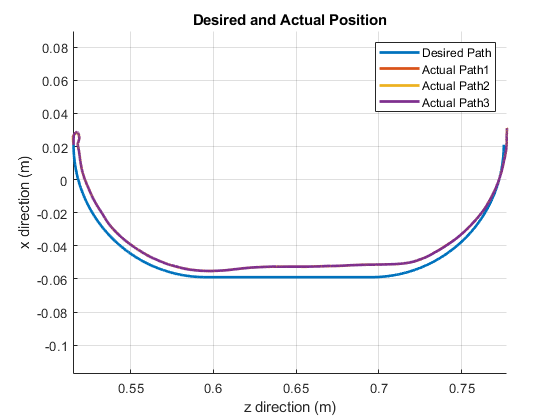 Desired and Actual Position
Desired Path
Actual Path1
Actual Path2
Actual Path3
0.08
0.06
0.04
0.02
0
-0.02
-0.04
-0.06
-0.08
-0.1
x direction (m)
0.55
0.6
0.65
0.7
0.75
z direction (m)